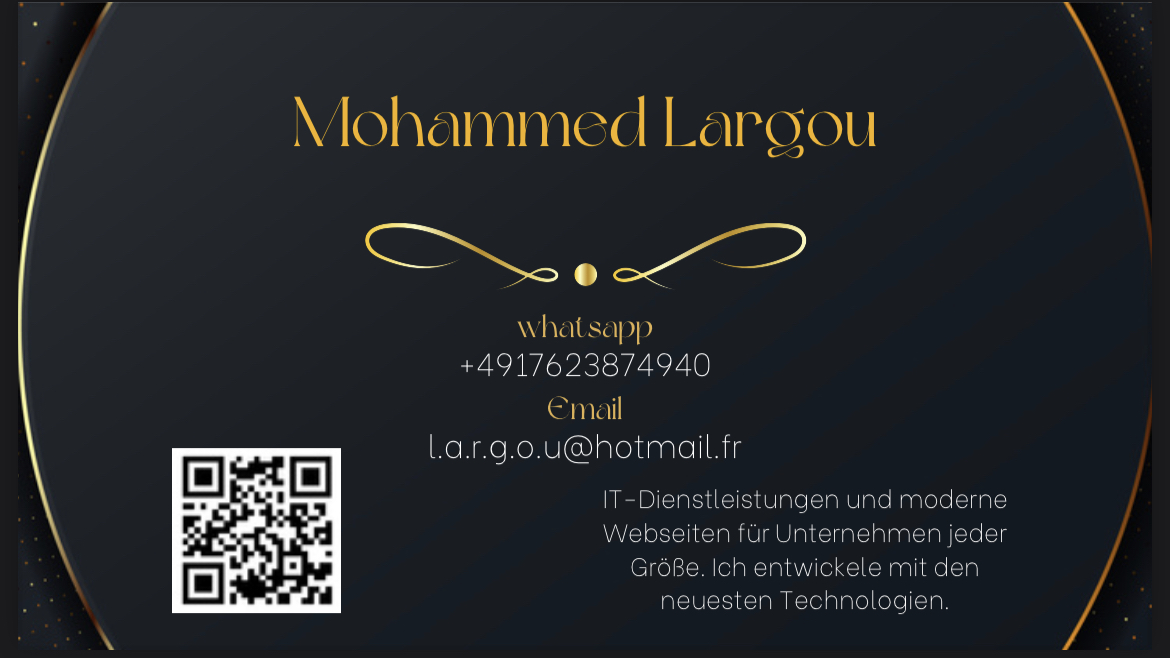 Mohammed Largou
whatsapp
+4917623874940
Email
l.a.r.g.o.u@hotmail.fr
IT-Dienstleistungen und moderne
Webseiten für Unternehmen jeder
Größe. Ich entwickele mit den
neuesten Technologien.